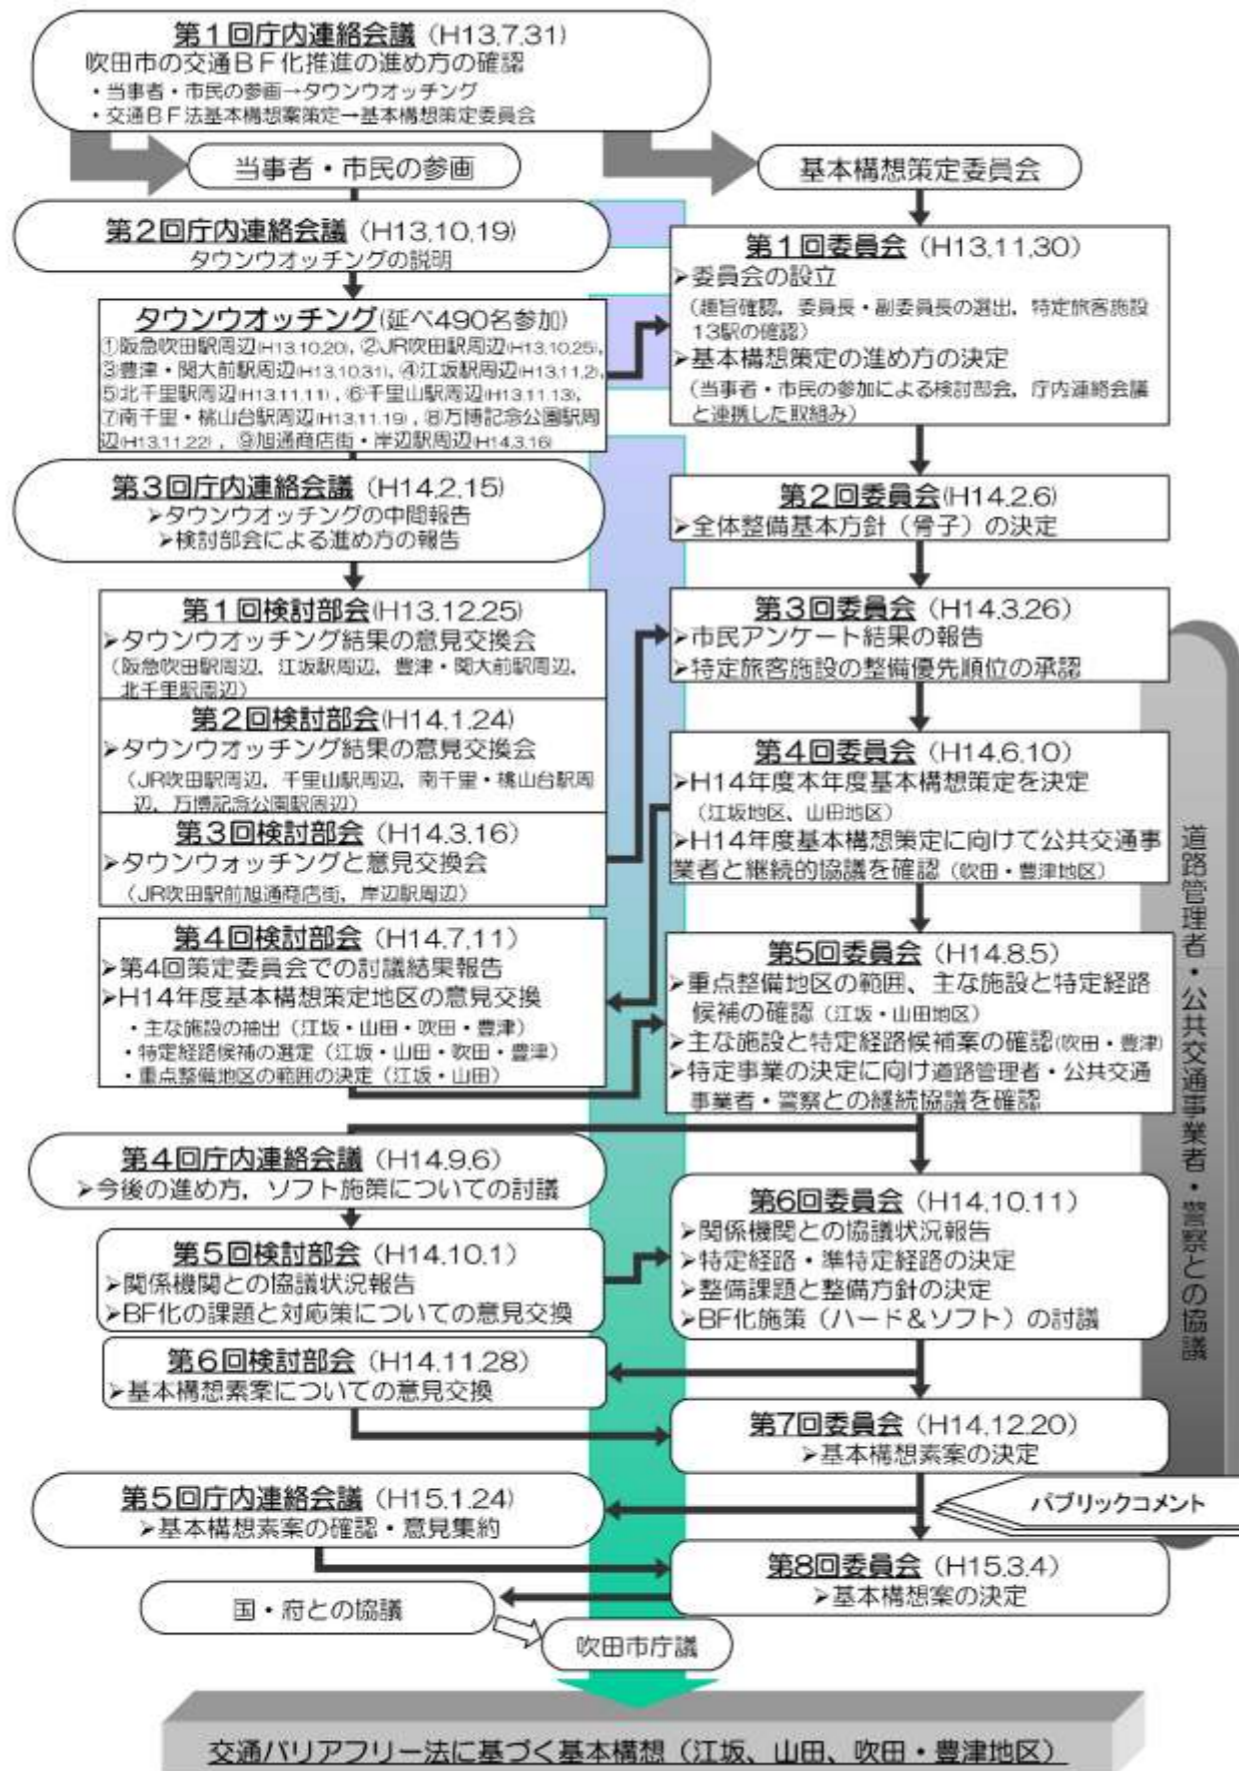 第１回庁内連絡会議（H13,7,31）
吹田市の交通ＢＦ化推進の進め方の確認
・当事者・市民の参画→タウンウオッチング
・交通ＢＦ法基本構想案策定→基本構想策定委員会
当事者・市民の参画
第２回庁内連絡会議（H13,10,19）
タウンウオッチングの説明
タウンウオッチング(延べ490名参加)
①阪急吹田駅周辺(H13.10.20)，②JR吹田駅周辺(H13.10.25)，
③豊津・関大前駅周辺(H13.10.31)，④江坂駅周辺(H13.11.2)，
⑤北千里駅周辺(H13.11.11)，⑥千里山駅周辺(H13.11.13)，
⑦南千里・桃山台駅周辺(H13.11.19)，⑧万博記念公園駅周
辺(H13.11.22)，⑨旭通商店街・岸辺駅周辺(H14.3.16)
第３回庁内連絡会議（H14,2,15）
➢タウンウオッチングの中間報告
➢検討部会による進め方の報告
第１回検討部会(H13,12,25)
➢タウンウオッチング結果の意見交換会
（阪急吹田駅周辺、江坂駅周辺、豊津・関大前駅周辺、
北千里駅周辺）
第２回検討部会(H14,1,24)
➢タウンウオッチング結果の意見交換会
（JR吹田駅周辺，千里山駅周辺，南千里・桃山台駅周
辺，万博記念公園駅周辺）
第３回検討部会（H14,3,16）
➢タウンウォッチングと意見交換会
（JR吹田駅前旭通商店街、岸辺駅周辺）
第４回検討部会（H14,7,11）
➢第４回策定委員会での討議結果報告
➢H14年度基本構想策定地区の意見交換
・主な施設の抽出（江坂・山田・吹田・豊津）
・特定経路候補の選定（江坂・山田・吹田・豊津）
・重点整備地区の範囲の決定（江坂・山田）
第４回庁内連絡会議（H14.9.6）
➢今後の進め方，ソフト施策についての討議
第５回検討部会（H14,10,1）
➢関係機関との協議状況報告
➢BF化の課題と対応策についての意見交換
第６回検討部会（H14,11,28）
➢基本構想素案についての意見交換
第５回庁内連絡会議（H15.1.24）
➢基本構想素案の確認・意見集約
国・府との協議
吹田市庁議
基本構想策定委員会
第１回委員会（H13,11,30）
➢委員会の設立
（趣旨確認，委員長・副委員長の選出，特定旅客施設
13駅の確認）
➢基本構想策定の進め方の決定
（当事者・市民の参加による検討部会，庁内連絡会議
と連携した取組み）
第２回委員会(H14.2.6)
➢全体整備基本方針（骨子）の決定
第３回委員会（H14,3,26）
➢市民アンケート結果の報告
➢特定旅客施設の整備優先順位の承認
第４回委員会（H14,6,10）
➢H14年度本年度基本構想策定を決定
（江坂地区、山田地区）
➢H14年度基本構想策定に向けて公共交通事
業者と継続的協議を確認（吹田・豊津地区）
第５回委員会（H14.8.5）
➢重点整備地区の範囲、主な施設と特定経路
候補の確認（江坂・山田地区）
➢主な施設と特定経路候補案の確認(吹田・豊津)
➢特定事業の決定に向け道路管理者・公共交通
事業者・警察との継続協議を確認
第６回委員会（H14,10,11）
➢関係機関との協議状況報告
➢特定経路・準特定経路の決定
➢整備課題と整備方針の決定
➢BF化施策（ハード＆ソフト）の討議
第７回委員会（H14,12,20）
➢基本構想素案の決定
パブリックコメント
第８回委員会（H15.3.4）
➢基本構想案の決定
道路管理者・公共交通事業者・警察との協議
交通バリアフリー法に基づく基本構想（江坂、山田、吹田・豊津地区）